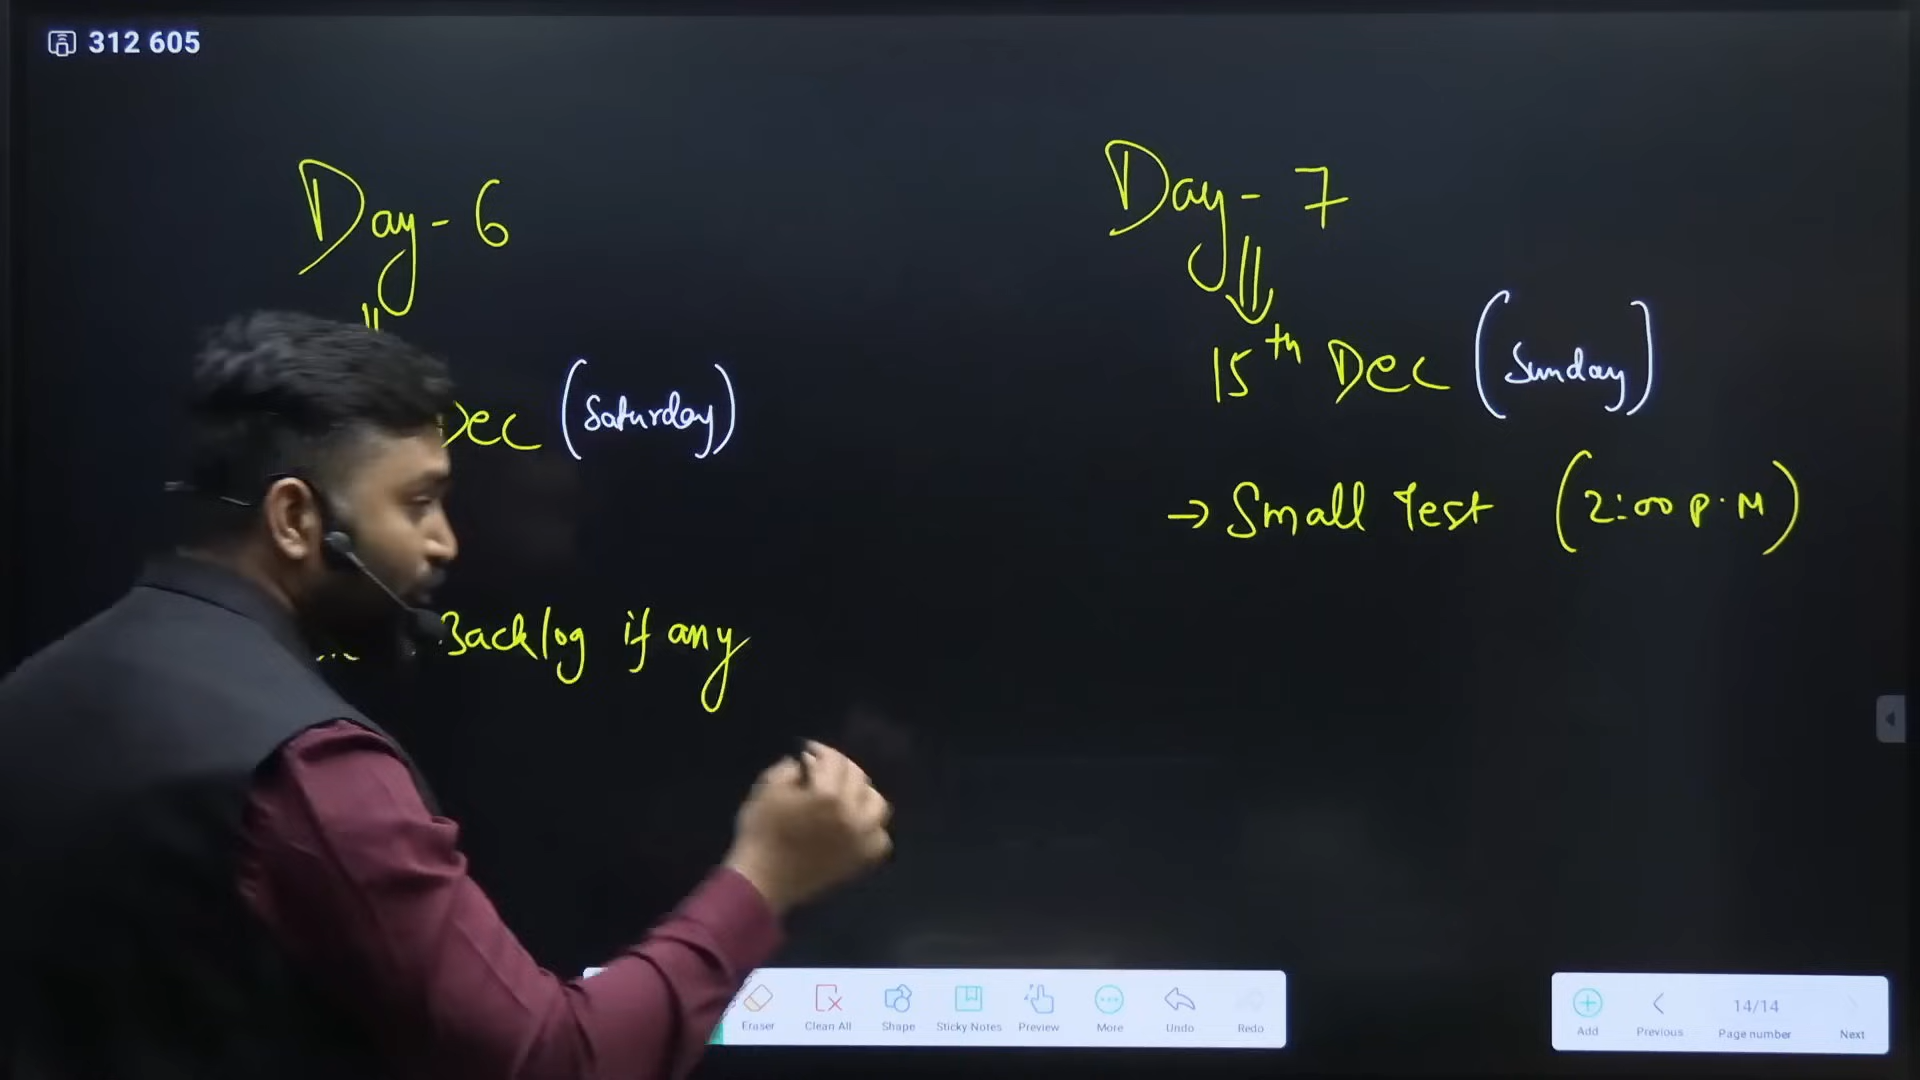 312 605
Day - 6
Dec (Saturday)
Backlog if any
Day - 7
15th Dec (Sunday)
→ Small Test (2:00 P.M)
Eraser
Clean All
Shape
Sticky Notes
Preview
More
Undo
Redo
Add
Previous
14/14
Page number
Next